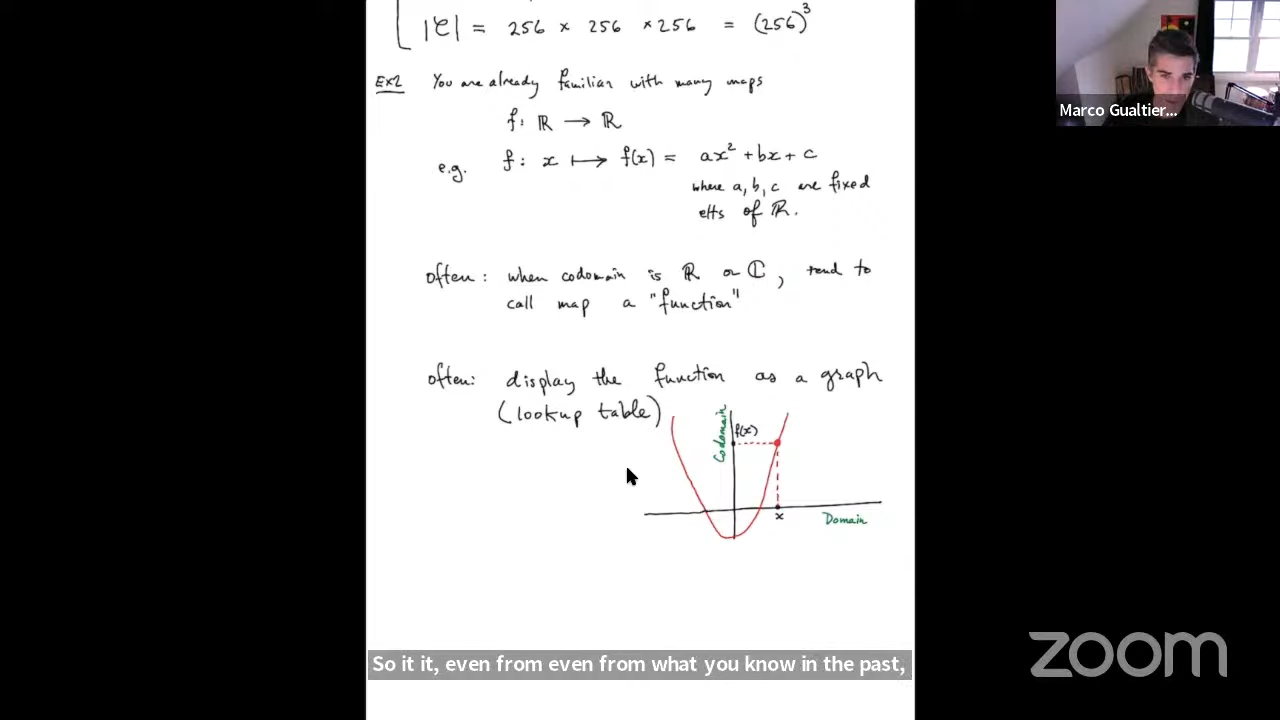 |C| = 256 × 256 × 256 = (256)³
Ex2 You are already familiar with many maps
f: ℝ → ℝ
e.g. f: x ↦ f(x) = ax² + bx + c
where a, b, c are fixed
elts of ℝ.
often: when codomain is ℝ or ℂ, tend to
call map a "function"
often: display the function as a graph
(lookup table)
Codomain
f(x)
x
Domain
So it it, even from even from what you know in the past,
Marco Gualtier...
zoom